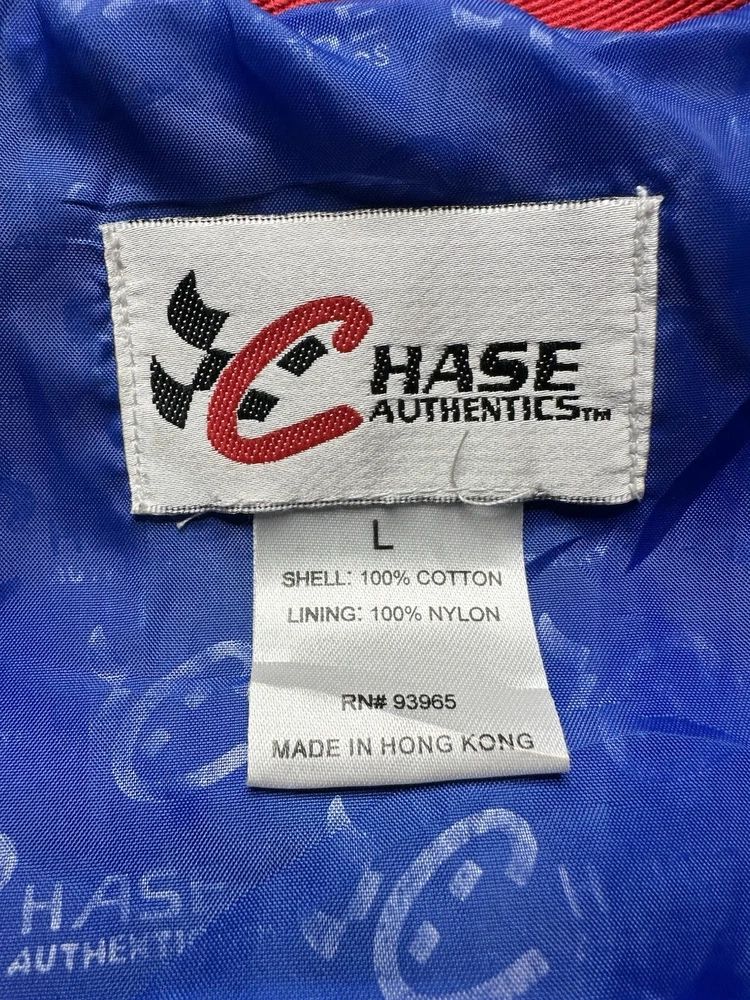 CHASE
AUTHENTICS™
L
SHELL: 100% COTTON
LINING: 100% NYLON
RN# 93965
MADE IN HONG KONG
HASE
AUTHENTI